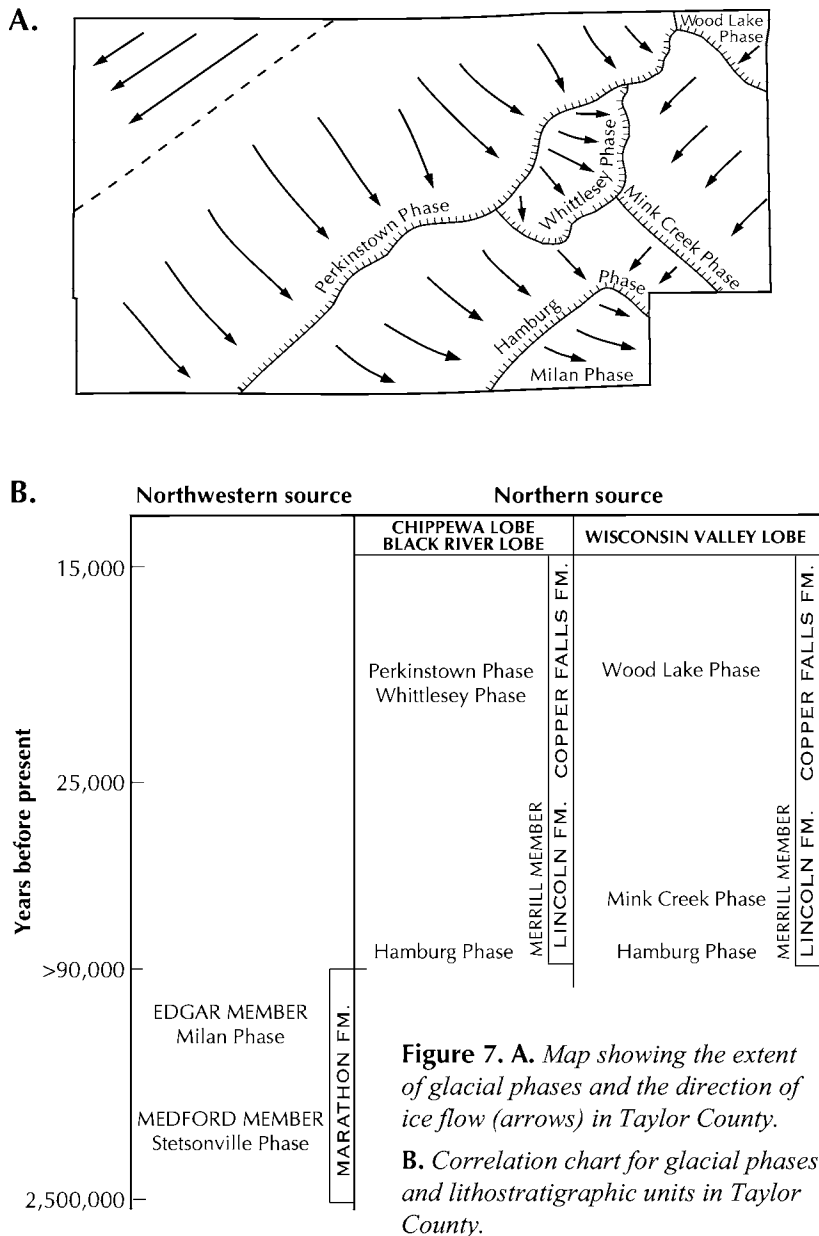 A.
Wood Lake
Phase
Whittlesey Phase
Perkinstown Phase
Mink Creek Phase
Hamburg
Phase
Milan Phase
B.
Northwestern source
Northern source
CHIPPEWA LOBE
BLACK RIVER LOBE
WISCONSIN VALLEY LOBE
Years before present
15,000
25,000
>90,000
2,500,000
Perkinstown Phase
Whittlesey Phase
Hamburg Phase
MERRILL MEMBER
LINCOLN FM.
COPPER FALLS FM.
Wood Lake Phase
Mink Creek Phase
Hamburg Phase
MERRILL MEMBER
LINCOLN FM.
COPPER FALLS FM.
EDGAR MEMBER
Milan Phase
MEDFORD MEMBER
Stetsonville Phase
MARATHON FM.
Figure 7. A. Map showing the extent
of glacial phases and the direction of
ice flow (arrows) in Taylor County.
B. Correlation chart for glacial phases
and lithostratigraphic units in Taylor
County.